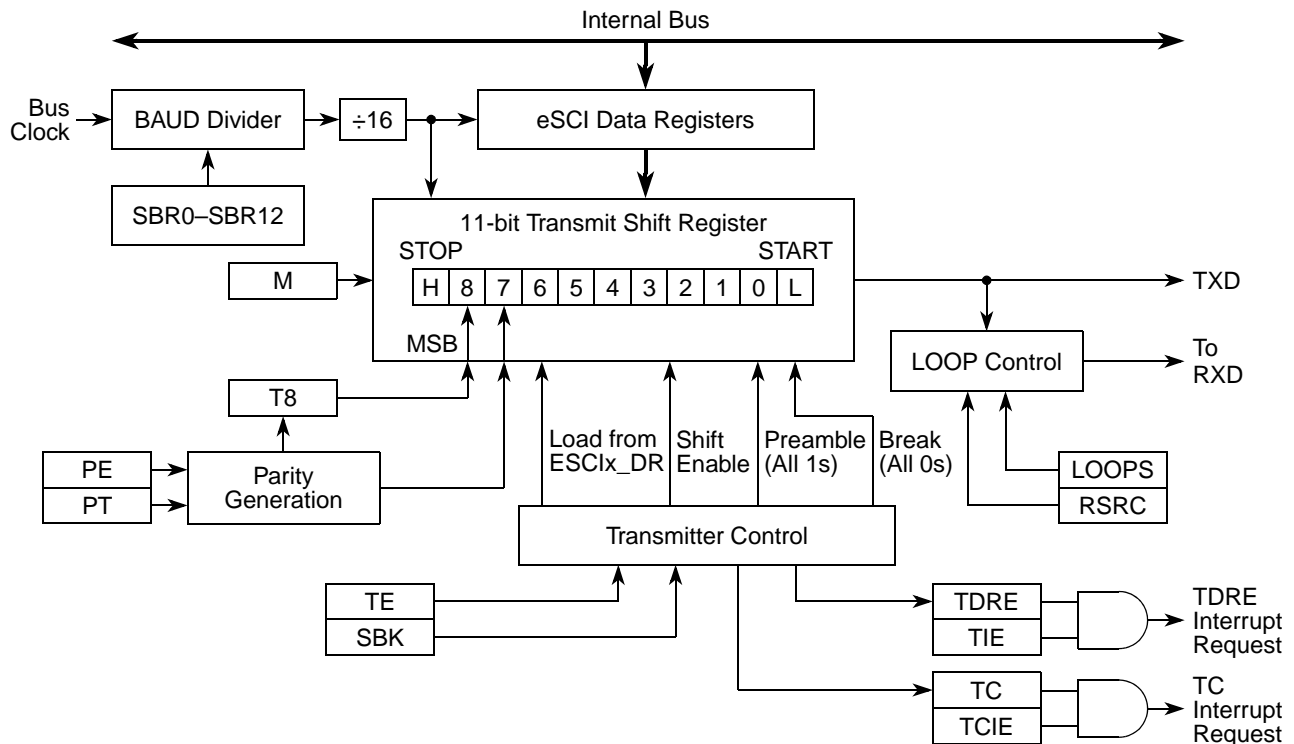 Internal Bus
Bus
Clock
BAUD Divider
÷16
eSCI Data Registers
SBR0–SBR12
11-bit Transmit Shift Register
STOP
START
M
H 8 7 6 5 4 3 2 1 0 L
TXD
MSB
LOOP Control
To
RXD
T8
Load from
ESCIx_DR
Shift
Enable
Preamble
(All 1s)
Break
(All 0s)
PE
PT
Parity
Generation
LOOPS
RSRC
Transmitter Control
TE
SBK
TDRE
TIE
TDRE
Interrupt
Request
TC
TCIE
TC
Interrupt
Request